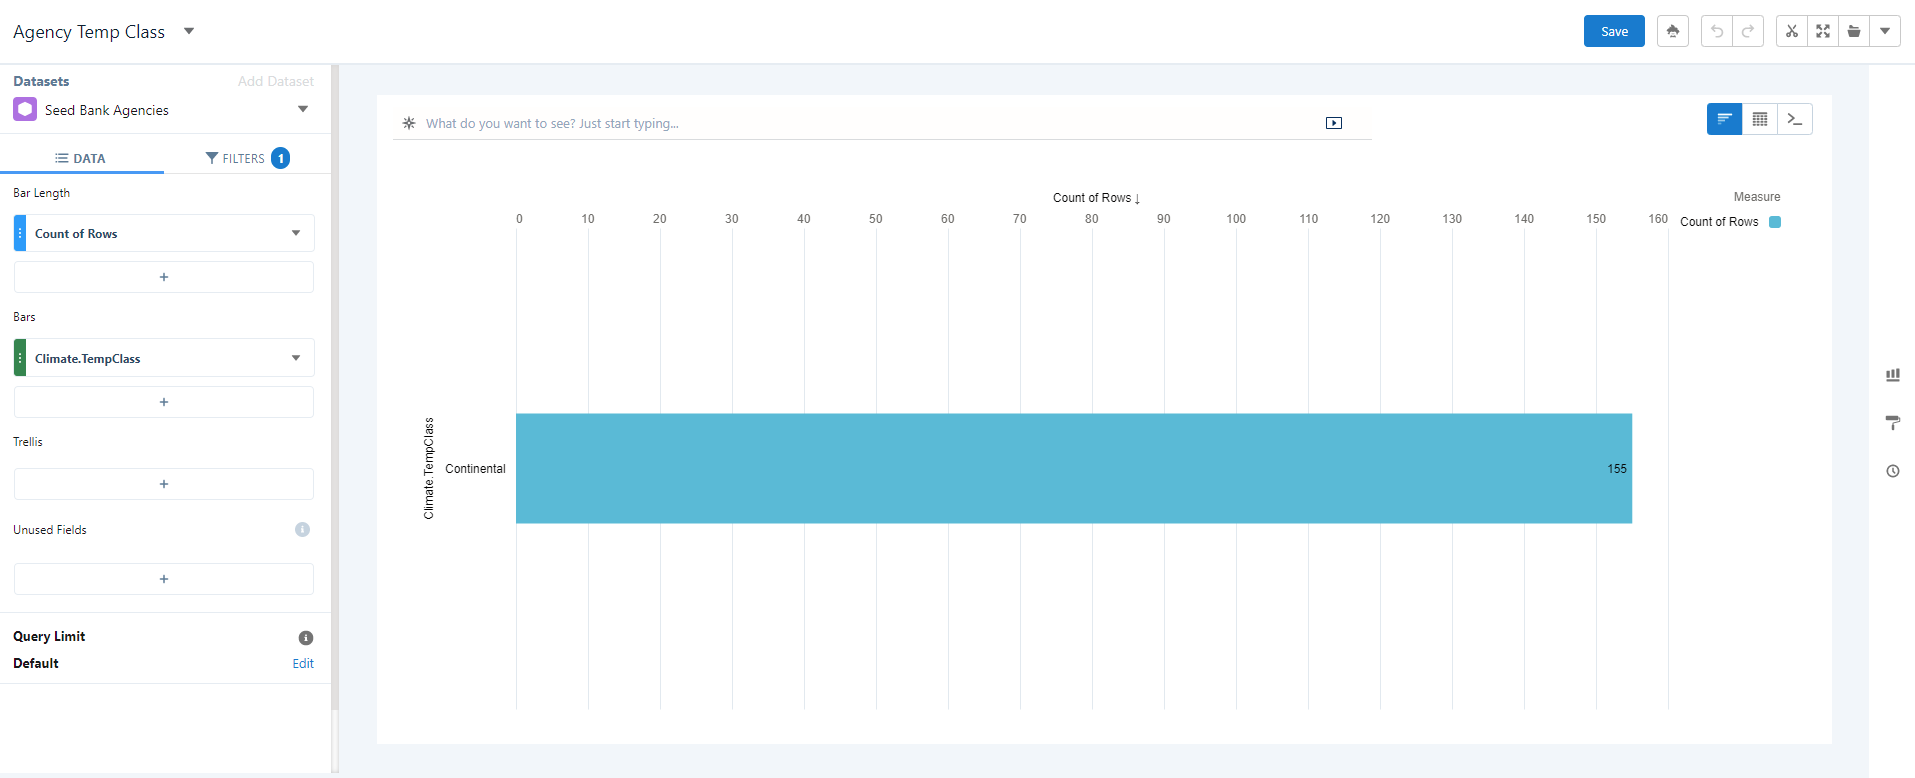 Agency Temp Class
Save
Datasets
Add Dataset
Seed Bank Agencies
DATA
FILTERS 1
Bar Length
Count of Rows
+
Bars
Climate.TempClass
+
Trellis
+
Unused Fields
+
Query Limit
Default
Edit
What do you want to see? Just start typing...
Count of Rows ↓
0 10 20 30 40 50 60 70 80 90 100 110 120 130 140 150 160
Measure
Count of Rows
Climate.TempClass
Continental
155